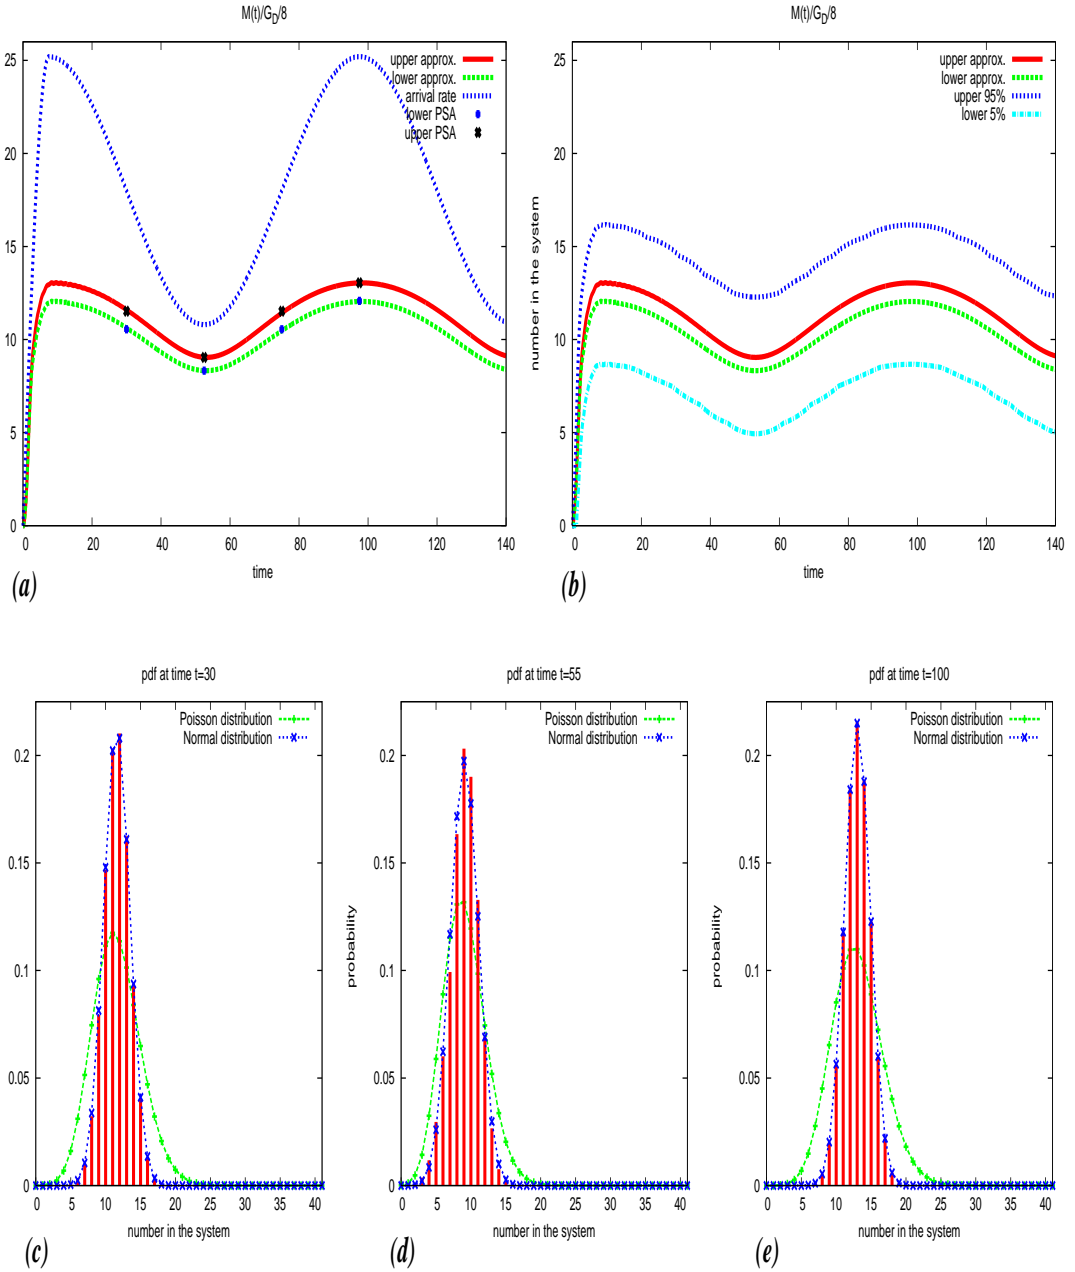 M(t)/G_D/8
upper approx.
lower approx.
arrival rate
lower PSA
upper PSA
25
20
15
10
5
0
0 20 40 60 80 100 120 140
time
(a)
M(t)/G_D/8
upper approx.
lower approx.
upper 95%
lower 5%
number in the system
25
20
15
10
5
0
0 20 40 60 80 100 120 140
time
(b)
pdf at time t=30
Poisson distribution
Normal distribution
0.2
0.15
0.1
0.05
0
0 5 10 15 20 25 30 35 40
number in the system
(c)
pdf at time t=55
Poisson distribution
Normal distribution
probability
0.2
0.15
0.1
0.05
0
0 5 10 15 20 25 30 35 40
number in the system
(d)
pdf at time t=100
Poisson distribution
Normal distribution
probability
0.2
0.15
0.1
0.05
0
0 5 10 15 20 25 30 35 40
number in the system
(e)